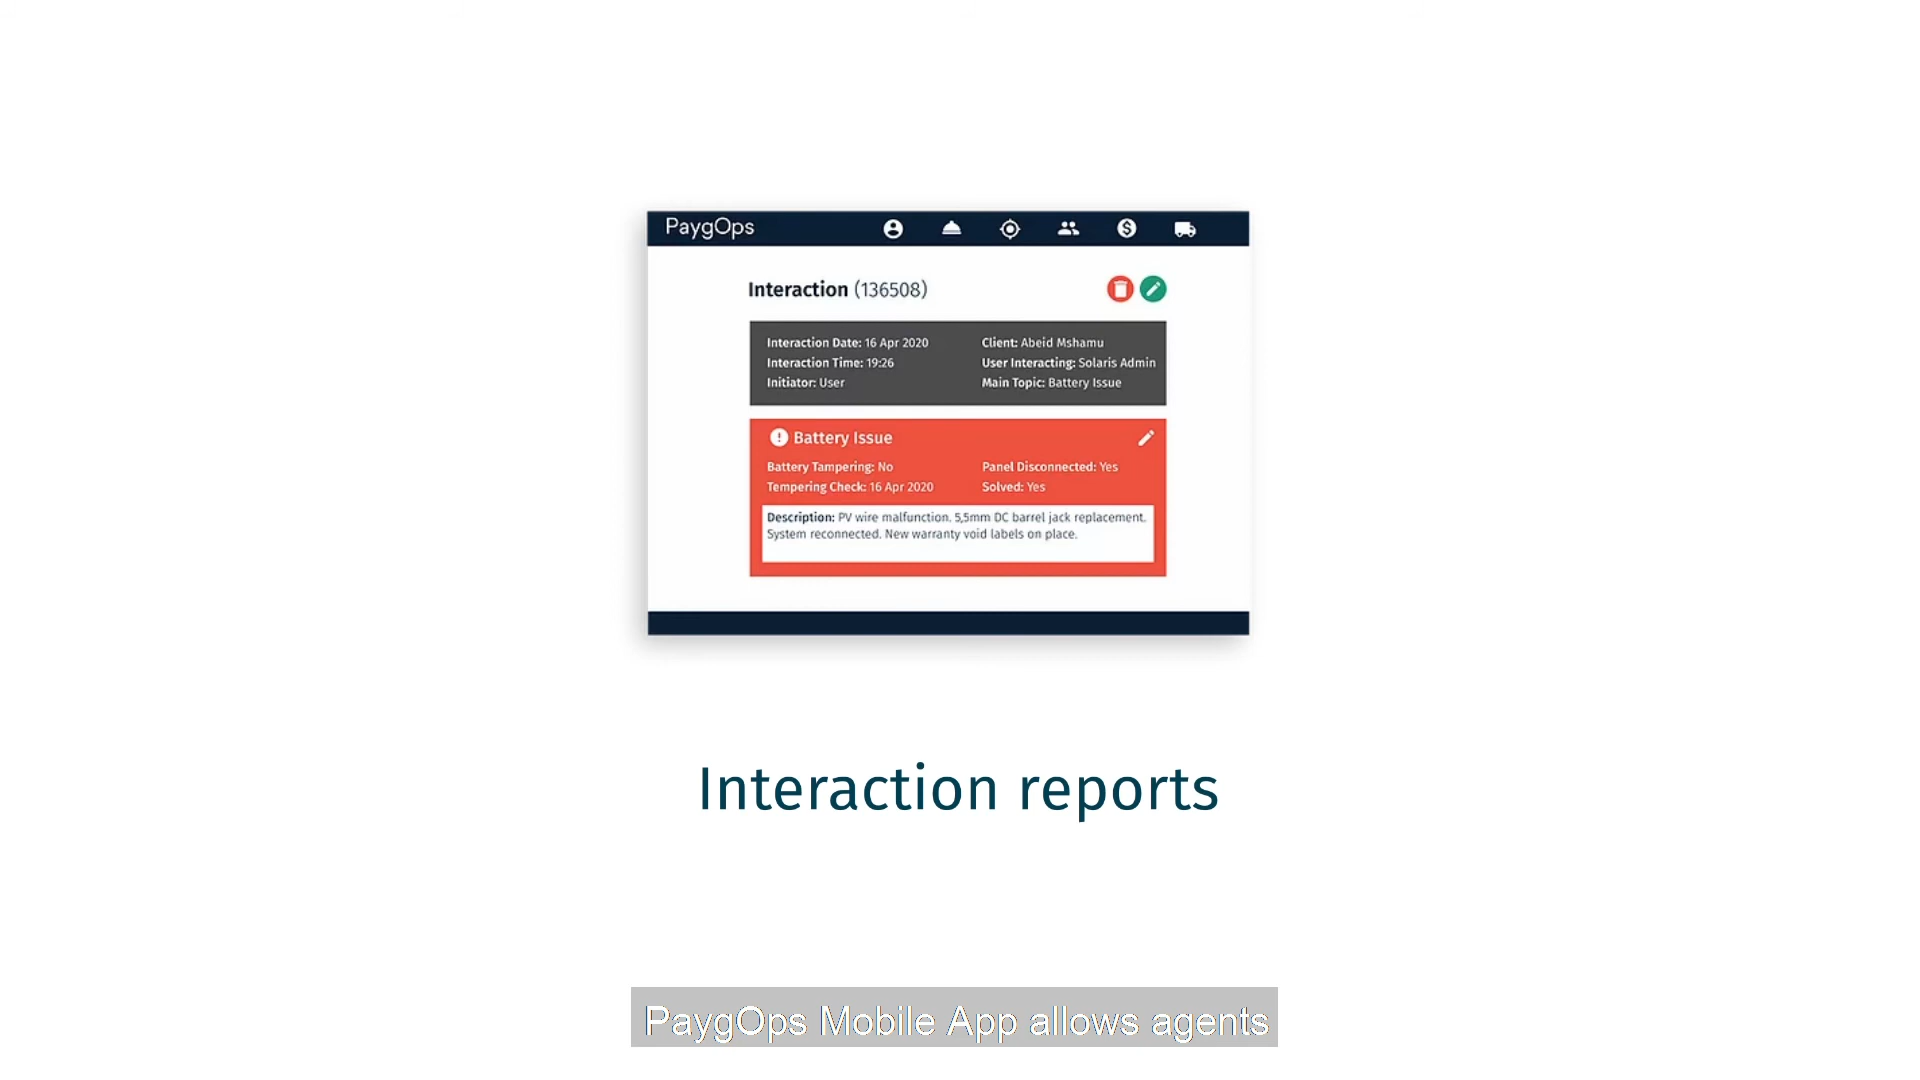 PaygOps
Interaction (136508)
Interaction Date: 16 Apr 2020
Interaction Time: 19:26
Initiator: User
Client: Abeid Mshamu
User Interacting: Solaris Admin
Main Topic: Battery Issue
Battery Issue
Battery Tampering: No
Tempering Check: 16 Apr 2020
Panel Disconnected: Yes
Solved: Yes
Description: PV wire malfunction. 5,5mm DC barrel jack replacement.
System reconnected. New warranty void labels on place.
Interaction reports
PaygOps Mobile App allows agents